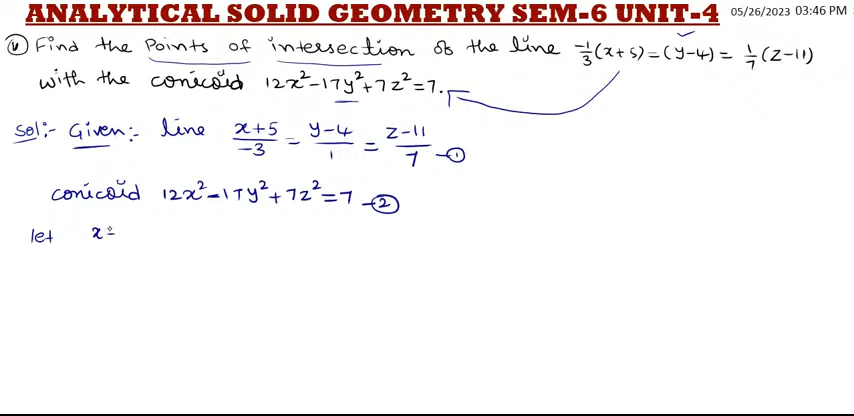 ANALYTICAL SOLID GEOMETRY SEM-6 UNIT-4
05/26/2023 03:46 PM
Find the Points of intersection of the line -1/3 (x+5) = (y-4) = 1/7 (z-11)
with the conicoid 12x² - 17y² + 7z² = 7.
Sol:- Given:- line (x+5)/-3 = (y-4)/1 = (z-11)/7 -①
conicoid 12x² - 17y² + 7z² = 7 -②
let x =